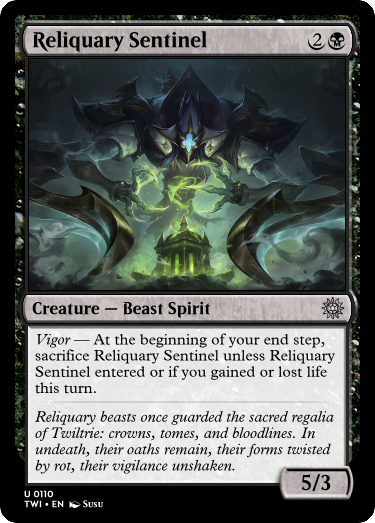 Reliquary Sentinel 2
Creature — Beast Spirit
Vigor — At the beginning of your end step,
sacrifice Reliquary Sentinel unless Reliquary
Sentinel entered or if you gained or lost life
this turn.
Reliquary beasts once guarded the sacred regalia
of Twiltrie: crowns, tomes, and bloodlines. In
undeath, their oaths remain, their forms twisted
by rot, their vigilance unshaken.
5/3
U 0110
TWI • EN Susu